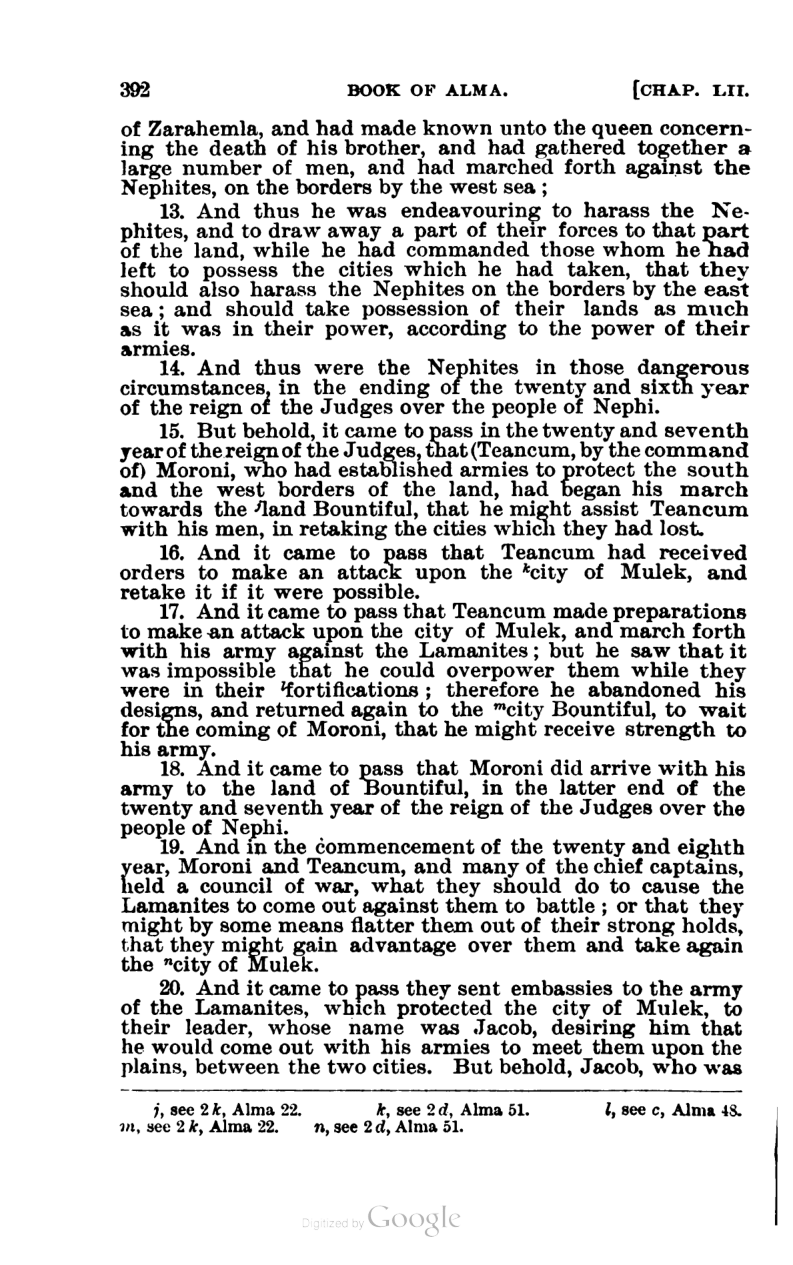 392 BOOK OF ALMA. [CHAP. LII.
of Zarahemla, and had made known unto the queen concern-
ing the death of his brother, and had gathered together a
large number of men, and had marched forth against the
Nephites, on the borders by the west sea ;
13. And thus he was endeavouring to harass the Ne-
phites, and to draw away a part of their forces to that part
of the land, while he had commanded those whom he had
left to possess the cities which he had taken, that they
should also harass the Nephites on the borders by the east
sea ; and should take possession of their lands as much
as it was in their power, according to the power of their
armies.
14. And thus were the Nephites in those dangerous
circumstances, in the ending of the twenty and sixth year
of the reign of the Judges over the people of Nephi.
15. But behold, it came to pass in the twenty and seventh
year of the reign of the Judges, that (Teancum, by the command
of) Moroni, who had established armies to protect the south
and the west borders of the land, had began his march
towards the jland Bountiful, that he might assist Teancum
with his men, in retaking the cities which they had lost.
16. And it came to pass that Teancum had received
orders to make an attack upon the kcity of Mulek, and
retake it if it were possible.
17. And it came to pass that Teancum made preparations
to make an attack upon the city of Mulek, and march forth
with his army against the Lamanites ; but he saw that it
was impossible that he could overpower them while they
were in their lfortifications ; therefore he abandoned his
designs, and returned again to the mcity Bountiful, to wait
for the coming of Moroni, that he might receive strength to
his army.
18. And it came to pass that Moroni did arrive with his
army to the land of Bountiful, in the latter end of the
twenty and seventh year of the reign of the Judges over the
people of Nephi.
19. And in the commencement of the twenty and eighth
year, Moroni and Teancum, and many of the chief captains,
held a council of war, what they should do to cause the
Lamanites to come out against them to battle ; or that they
might by some means flatter them out of their strong holds,
that they might gain advantage over them and take again
the ncity of Mulek.
20. And it came to pass they sent embassies to the army
of the Lamanites, which protected the city of Mulek, to
their leader, whose name was Jacob, desiring him that
he would come out with his armies to meet them upon the
plains, between the two cities. But behold, Jacob, who was
j, see 2 k, Alma 22. k, see 2 d, Alma 51. l, see c, Alma 48.
m, see 2 k, Alma 22. n, see 2 d, Alma 51.
Digitized by Google